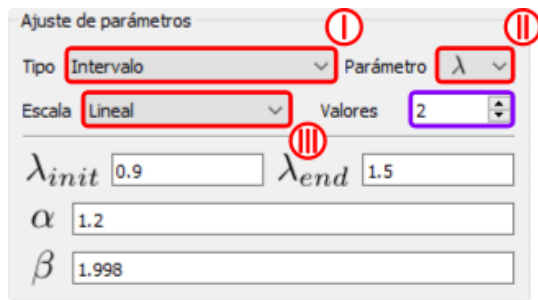 Ajuste de parámetros
I
II
Tipo Intervalo Parámetro λ
Escala Lineal Valores 2
III
λinit 0.9 λend 1.5
α 1.2
β 1.998